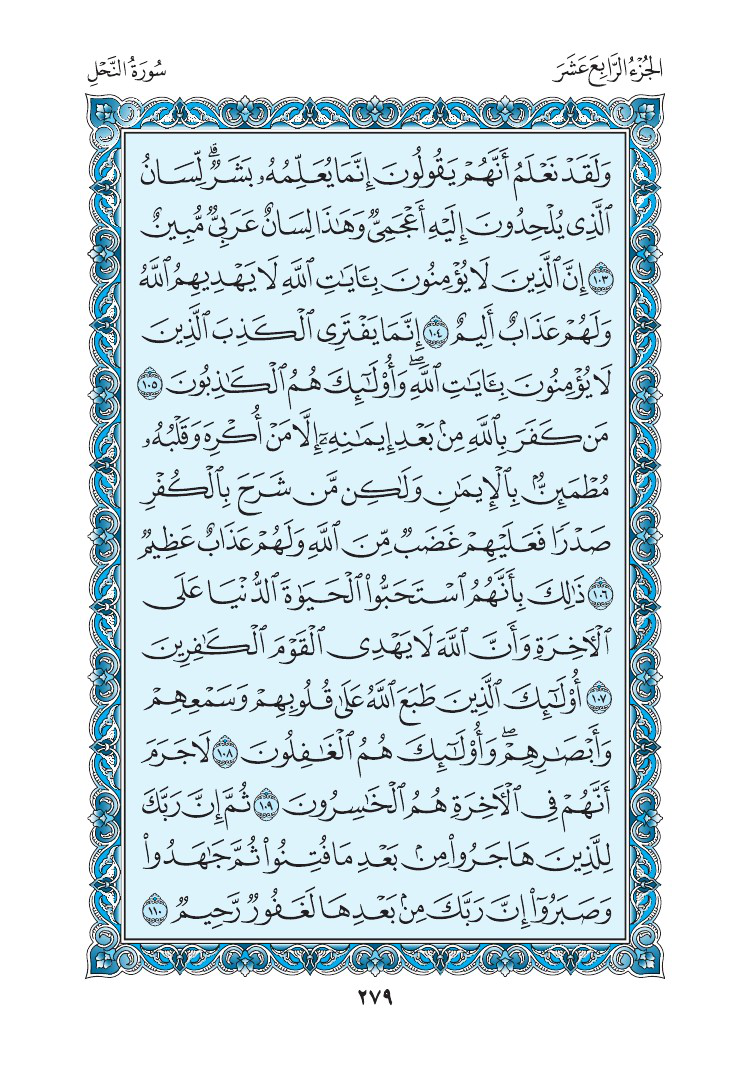 الجُزْءُ الرَّابِعَ عَشَرَ
سُورَةُ النَّحْلِ
وَلَقَدْ نَعْلَمُ أَنَّهُمْ يَقُولُونَ إِنَّمَا يُعَلِّمُهُۥ بَشَرٌۗ لِّسَانُ
ٱلَّذِى يُلْحِدُونَ إِلَيْهِ أَعْجَمِىٌّ وَهَٰذَا لِسَانٌ عَرَبِىٌّ مُّبِينٌ
١٠٣ إِنَّ ٱلَّذِينَ لَا يُؤْمِنُونَ بِـَٔايَٰتِ ٱللَّهِ لَا يَهْدِيهِمُ ٱللَّهُ
وَلَهُمْ عَذَابٌ أَلِيمٌ ١٠٤ إِنَّمَا يَفْتَرِى ٱلْكَذِبَ ٱلَّذِينَ
لَا يُؤْمِنُونَ بِـَٔايَٰتِ ٱللَّهِۖ وَأُو۟لَٰٓئِكَ هُمُ ٱلْكَٰذِبُونَ ١٠٥
مَن كَفَرَ بِٱللَّهِ مِنۢ بَعْدِ إِيمَٰنِهِۦٓ إِلَّا مَنْ أُكْرِهَ وَقَلْبُهُۥ
مُطْمَئِنٌّۢ بِٱلْإِيمَٰنِ وَلَٰكِن مَّن شَرَحَ بِٱلْكُفْرِ
صَدْرًا فَعَلَيْهِمْ غَضَبٌ مِّنَ ٱللَّهِ وَلَهُمْ عَذَابٌ عَظِيمٌ
١٠٦ ذَٰلِكَ بِأَنَّهُمُ ٱسْتَحَبُّوا۟ ٱلْحَيَوٰةَ ٱلدُّنْيَا عَلَى
ٱلْءَاخِرَةِ وَأَنَّ ٱللَّهَ لَا يَهْدِى ٱلْقَوْمَ ٱلْكَٰفِرِينَ
١٠٧ أُو۟لَٰٓئِكَ ٱلَّذِينَ طَبَعَ ٱللَّهُ عَلَىٰ قُلُوبِهِمْ وَسَمْعِهِمْ
وَأَبْصَٰرِهِمْۖ وَأُو۟لَٰٓئِكَ هُمُ ٱلْغَٰفِلُونَ ١٠٨ لَا جَرَمَ
أَنَّهُمْ فِى ٱلْءَاخِرَةِ هُمُ ٱلْخَٰسِرُونَ ١٠٩ ثُمَّ إِنَّ رَبَّكَ
لِلَّذِينَ هَاجَرُوا۟ مِنۢ بَعْدِ مَا فُتِنُوا۟ ثُمَّ جَٰهَدُوا۟
وَصَبَرُوٓا۟ إِنَّ رَبَّكَ مِنۢ بَعْدِهَا لَغَفُورٌ رَّحِيمٌ ١١٠
٢٧٩